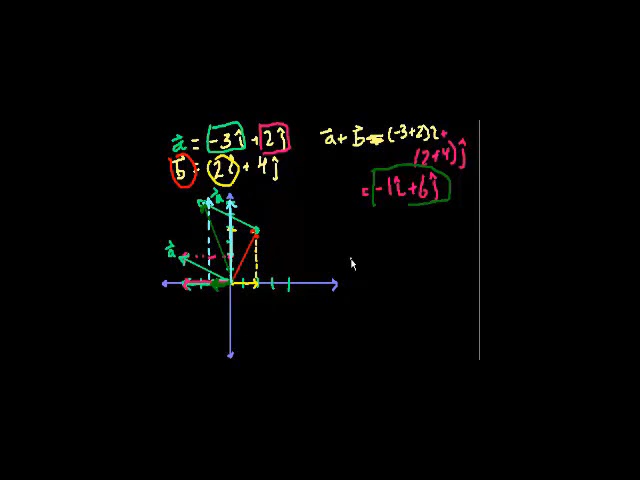 a⃗ = -3î + 2ĵ
b⃗ = 2î + 4ĵ
a⃗ + b⃗ = (-3+2)î +
(2+4)ĵ
= -1î + 6ĵ
a⃗
a⃗